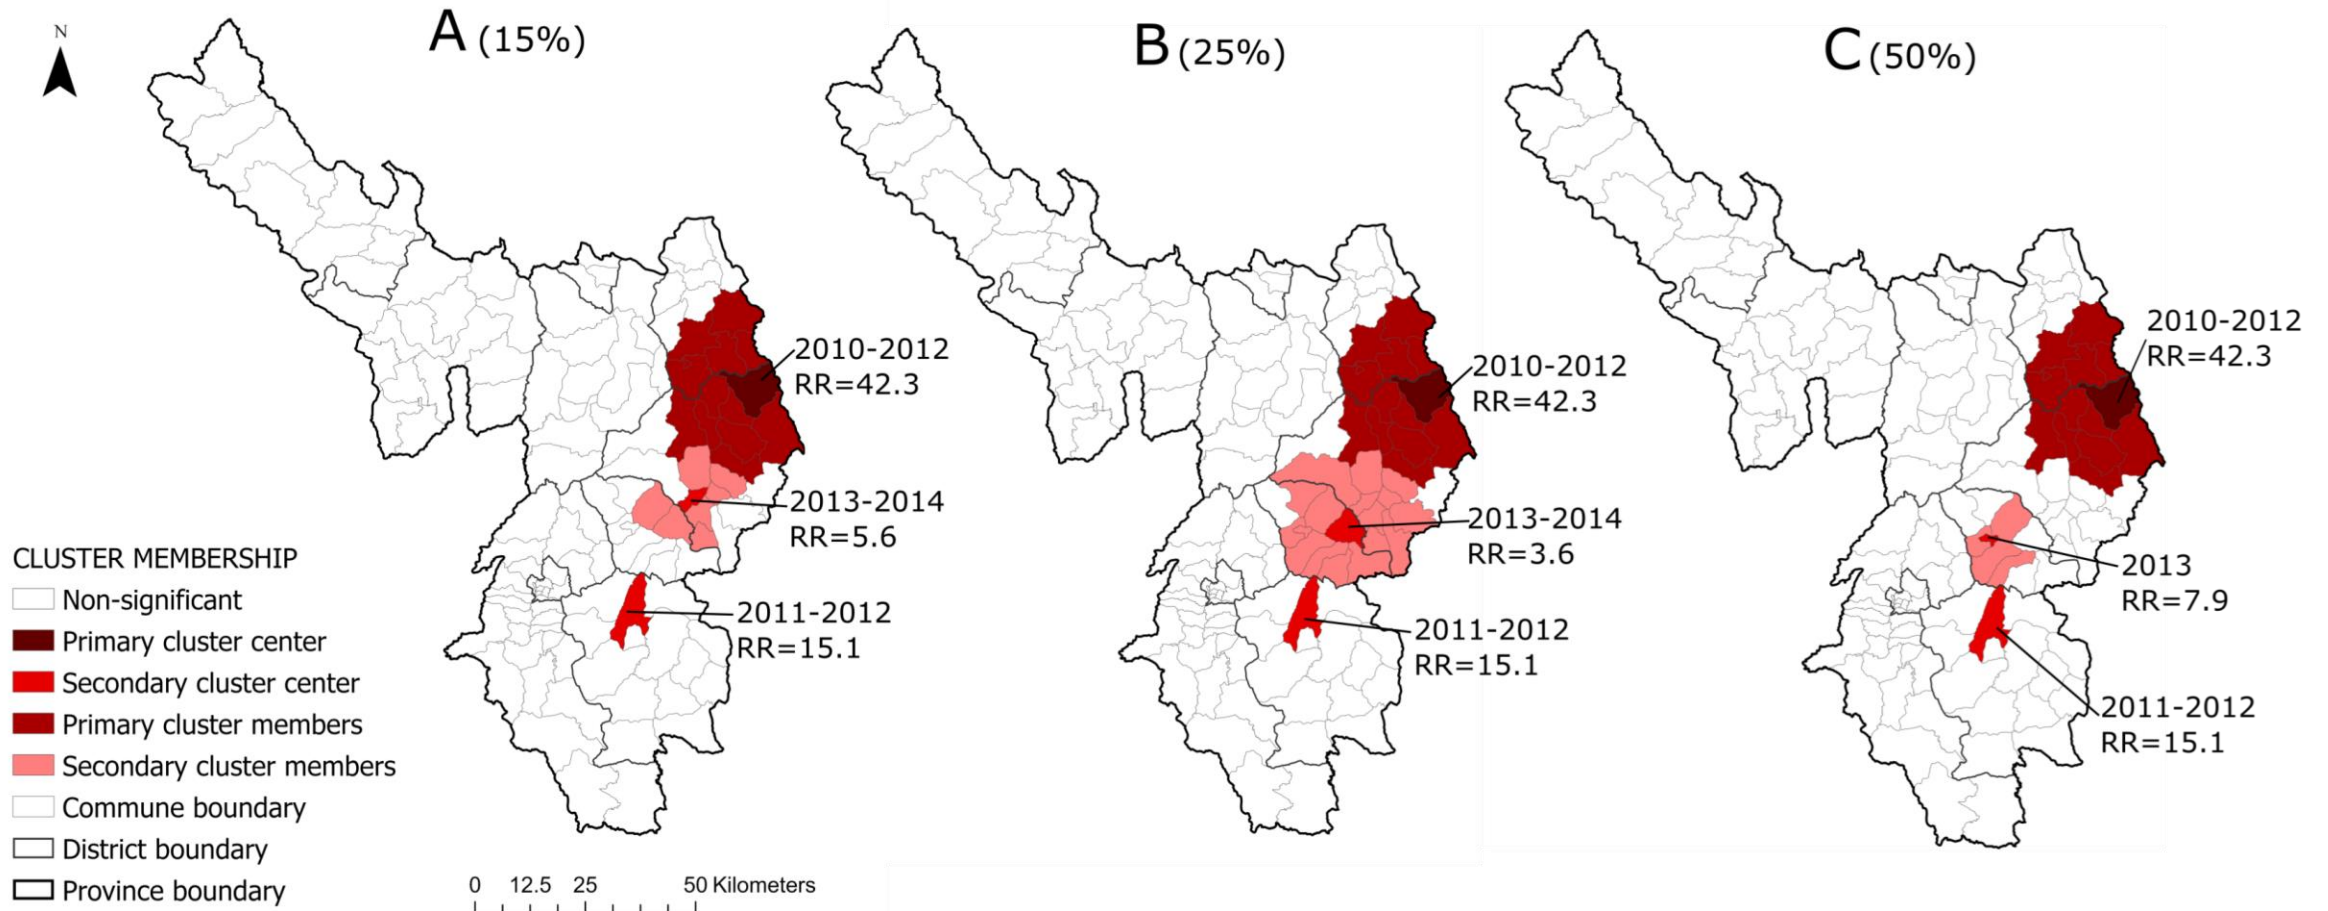 N
A (15%)
B (25%)
C (50%)
2010-2012
RR=42.3
2013-2014
RR=5.6
2011-2012
RR=15.1
2010-2012
RR=42.3
2013-2014
RR=3.6
2011-2012
RR=15.1
2010-2012
RR=42.3
2013
RR=7.9
2011-2012
RR=15.1
CLUSTER MEMBERSHIP
Non-significant
Primary cluster center
Secondary cluster center
Primary cluster members
Secondary cluster members
Commune boundary
District boundary
Province boundary
0 12.5 25 50 Kilometers